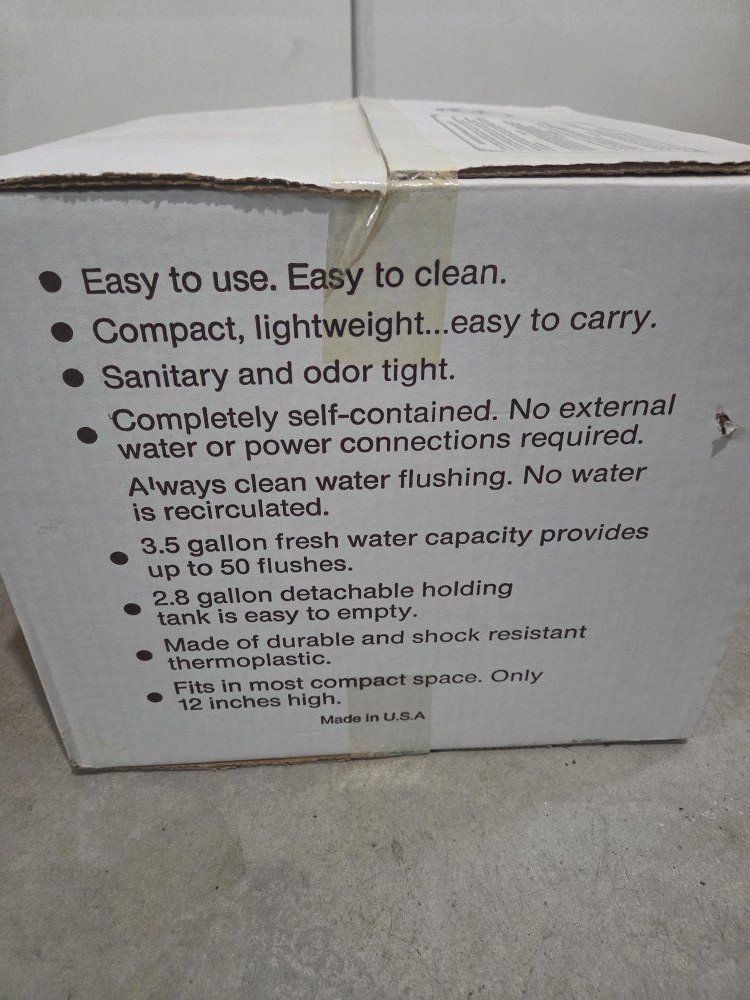 ● Easy to use. Easy to clean.
● Compact, lightweight...easy to carry.
● Sanitary and odor tight.
● Completely self-contained. No external
water or power connections required.
Always clean water flushing. No water
is recirculated.
● 3.5 gallon fresh water capacity provides
up to 50 flushes.
● 2.8 gallon detachable holding
tank is easy to empty.
● Made of durable and shock resistant
thermoplastic.
● Fits in most compact space. Only
12 inches high.
Made in U.S.A